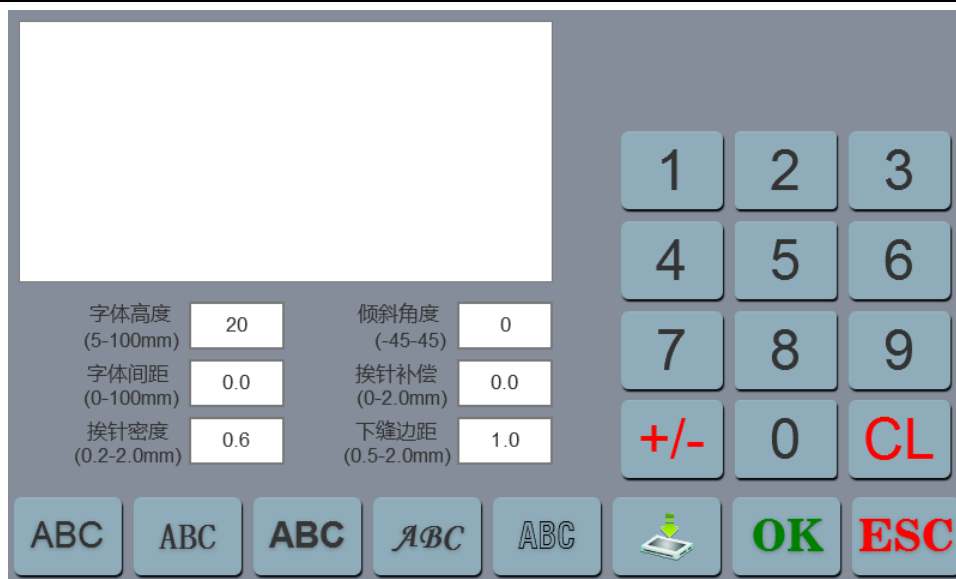 1 2 3
4 5 6
字体高度 20 倾斜角度 0
(5-100mm) (-45-45)
7 8 9
字体间距 0.0 挨针补偿 0.0
(0-100mm) (0-2.0mm)
挨针密度 0.6 下缝边距 1.0
(0.2-2.0mm) (0.5-2.0mm)
+/- 0 CL
ABC ABC ABC ABC ABC OK ESC